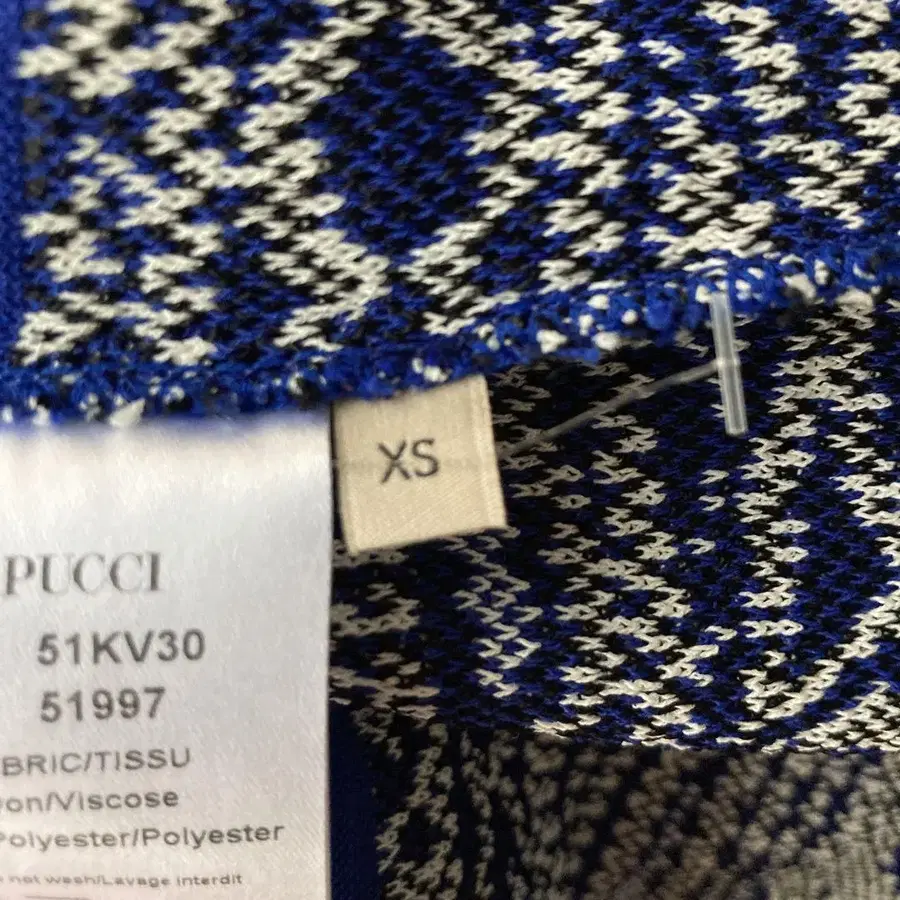 XS
PUCCI
51KV30
51997
BRIC/TISSU
on/Viscose
Polyester/Polyester
not wash/Lavage interdit